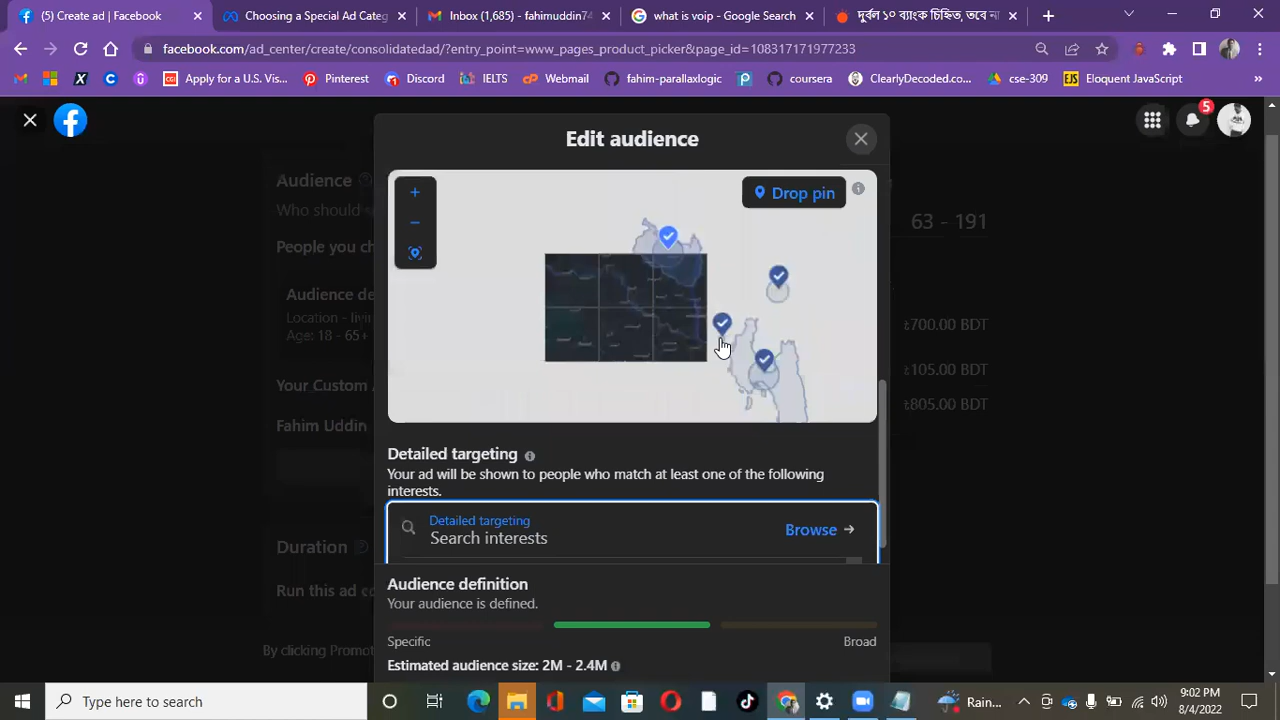 (1) Create ad | Facebook
Choosing a Special Ad Categ
Inbox (1,685) - fahimuddin74
what is voip - Google Search
দুর্বল ১০ ব্যাংক চিহ্নিত, তবে না
facebook.com/ad_center/create/consolidatedad/?entry_point=www_pages_product_picker&page_id=108317171977233
Apply for a U.S. Vis...
Pinterest
Discord
IELTS
Webmail
fahim-parallaxlogic
coursera
ClearlyDecoded.co...
cse-309
Eloquent JavaScript
5
Edit audience
Drop pin
Audience
Who should
People you ch
63 - 191
Audience de
Location - livi
Age: 18 - 65+
৳700.00 BDT
৳105.00 BDT
৳805.00 BDT
Your Custom
Fahim Uddin
Detailed targeting
Your ad will be shown to people who match at least one of the following
interests.
Detailed targeting
Search interests
Browse
Duration
Run this ad c
By clicking Promot
Audience definition
Your audience is defined.
Specific
Broad
Estimated audience size: 2M - 2.4M
Type here to search
Rain...
9:02 PM
8/4/2022